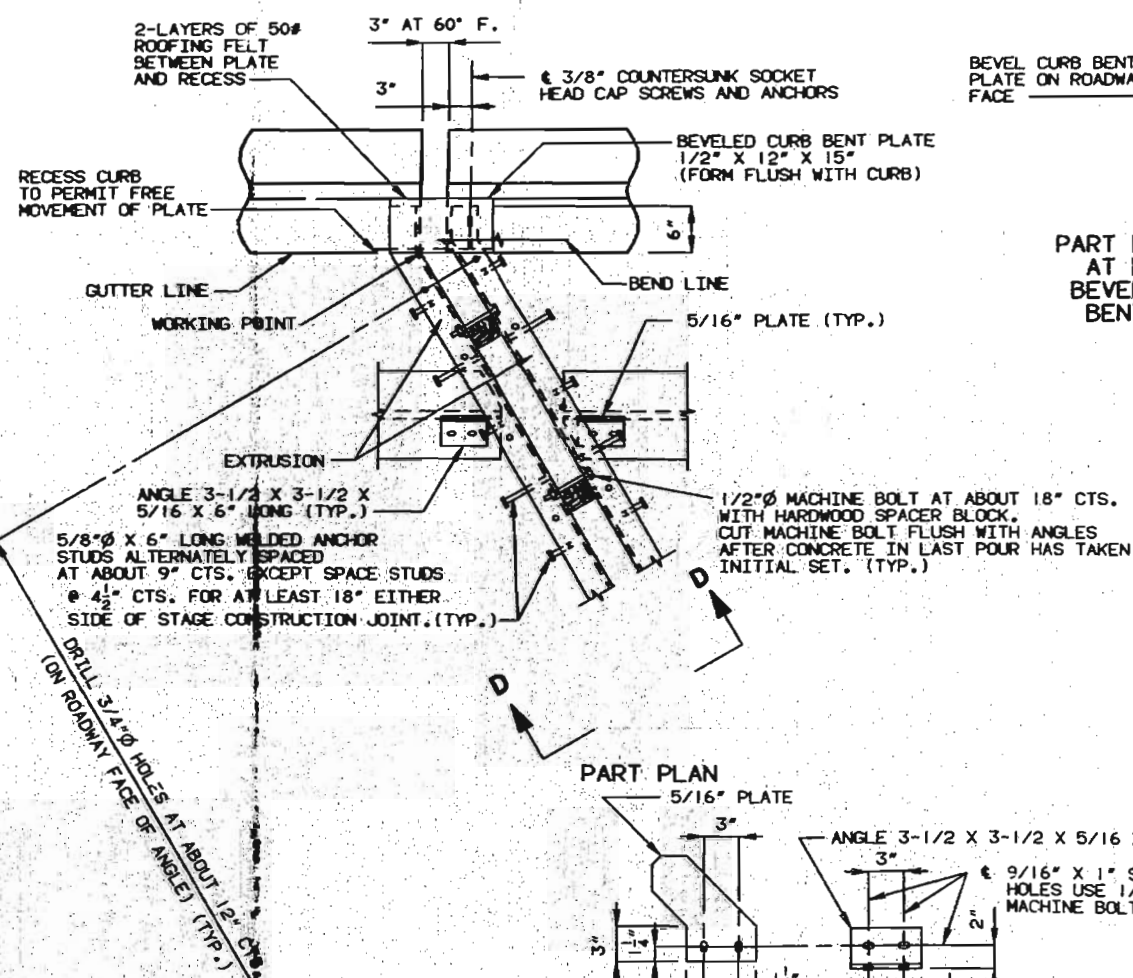 2-LAYERS OF 50#
ROOFING FELT
BETWEEN PLATE
AND RECESS
3" AT 60° F.
3"
℄ 3/8" COUNTERSUNK SOCKET
HEAD CAP SCREWS AND ANCHORS
BEVEL CURB BENT
PLATE ON ROADWA
FACE
BEVELED CURB BENT PLATE
1/2" X 12" X 15"
(FORM FLUSH WITH CURB)
RECESS CURB
TO PERMIT FREE
MOVEMENT OF PLATE
6"
PART
AT
BEVE
BEN
GUTTER LINE
BEND LINE
WORKING POINT
5/16" PLATE (TYP.)
EXTRUSION
ANGLE 3-1/2 X 3-1/2 X
5/16 X 6" LONG (TYP.)
1/2"Ø MACHINE BOLT AT ABOUT 18" CTS.
WITH HARDWOOD SPACER BLOCK.
CUT MACHINE BOLT FLUSH WITH ANGLES
AFTER CONCRETE IN LAST POUR HAS TAKEN
INITIAL SET. (TYP.)
5/8"Ø X 6" LONG WELDED ANCHOR
STUDS ALTERNATELY SPACED
AT ABOUT 9" CTS. EXCEPT SPACE STUDS
@ 4½" CTS. FOR AT LEAST 18" EITHER
SIDE OF STAGE CONSTRUCTION JOINT.(TYP.)
D
D
DRILL 3/4"Ø HOLES AT ABOUT 12" CTS.
(ON ROADWAY FACE OF ANGLE) (TYP.)
PART PLAN
5/16" PLATE
3"
ANGLE 3-1/2 X 3-1/2 X 5/16
3"
℄ 9/16" X 1" S
HOLES USE 1/
MACHINE BOLT
2"
3"
1¼"